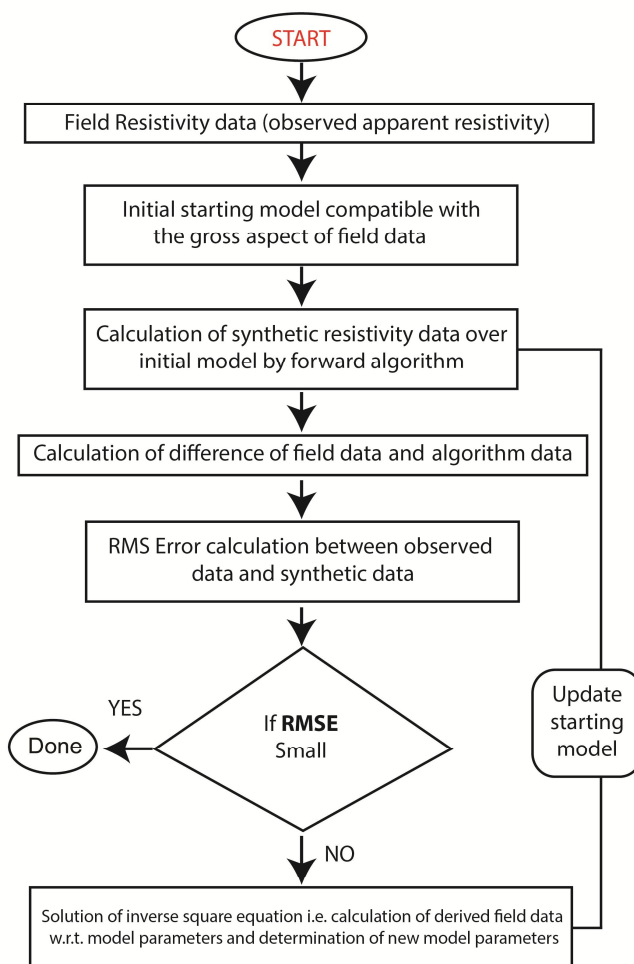 START
Field Resistivity data (observed apparent resistivity)
Initial starting model compatible with
the gross aspect of field data
Calculation of synthetic resistivity data over
initial model by forward algorithm
Calculation of difference of field data and algorithm data
RMS Error calculation between observed
data and synthetic data
If RMSE
Small
YES
Done
NO
Update
starting
model
Solution of inverse square equation i.e. calculation of derived field data
w.r.t. model parameters and determination of new model parameters